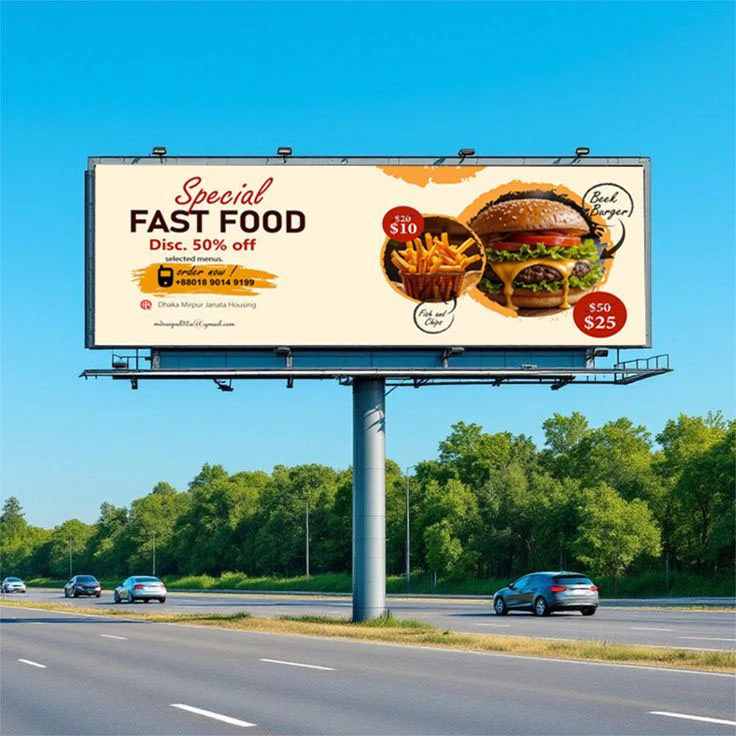 Special
FAST FOOD
Disc. 50% off
selected menus.
order now !
+88018 9014 9199
Dhaka Mirpur Janata Housing
$20
$10
Fish and
Chips
Beek
Burger
$50
$25